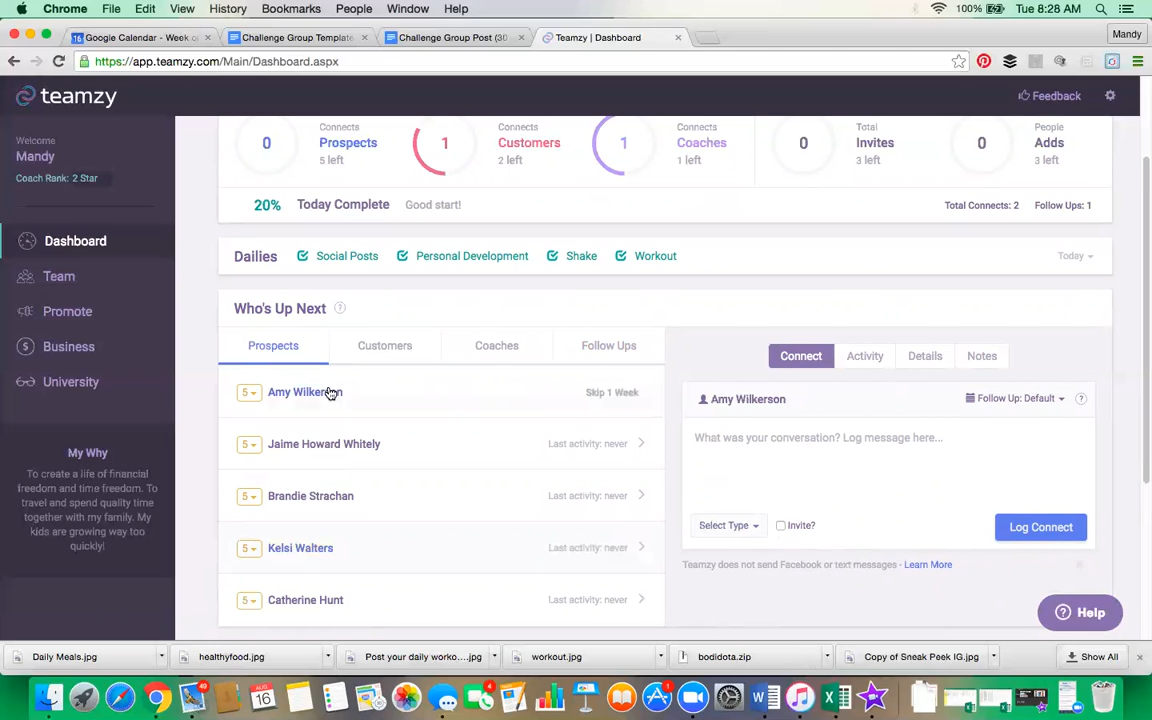 Chrome File Edit View History Bookmarks People Window Help 100% Tue 8:28 AM
Google Calendar - Week o Challenge Group Template Challenge Group Post (30 Teamzy | Dashboard Mandy
https://app.teamzy.com/Main/Dashboard.aspx
teamzy Feedback
Welcome
Mandy
Coach Rank: 2 Star
Dashboard
Team
Promote
Business
University
My Why
To create a life of financial
freedom and time freedom. To
travel and spend quality time
together with my family. My
kids are growing way too
quickly!
0 Connects Prospects 5 left
1 Connects Customers 2 left
1 Connects Coaches 1 left
0 Total Invites 3 left
0 People Adds 3 left
20% Today Complete Good start! Total Connects: 2 Follow Ups: 1
Dailies Social Posts Personal Development Shake Workout Today
Who's Up Next ?
Prospects Customers Coaches Follow Ups
5 Amy Wilkerson Skip 1 Week
5 Jaime Howard Whitely Last activity: never
5 Brandie Strachan Last activity: never
5 Kelsi Walters Last activity: never
5 Catherine Hunt Last activity: never
Connect Activity Details Notes
Amy Wilkerson Follow Up: Default ?
What was your conversation? Log message here...
Select Type Invite? Log Connect
Teamzy does not send Facebook or text messages - Learn More
? Help
Daily Meals.jpg healthyfood.jpg Post your daily worko....jpg workout.jpg bodidota.zip Copy of Sneak Peek IG.jpg Show All
49 AUG 16 4